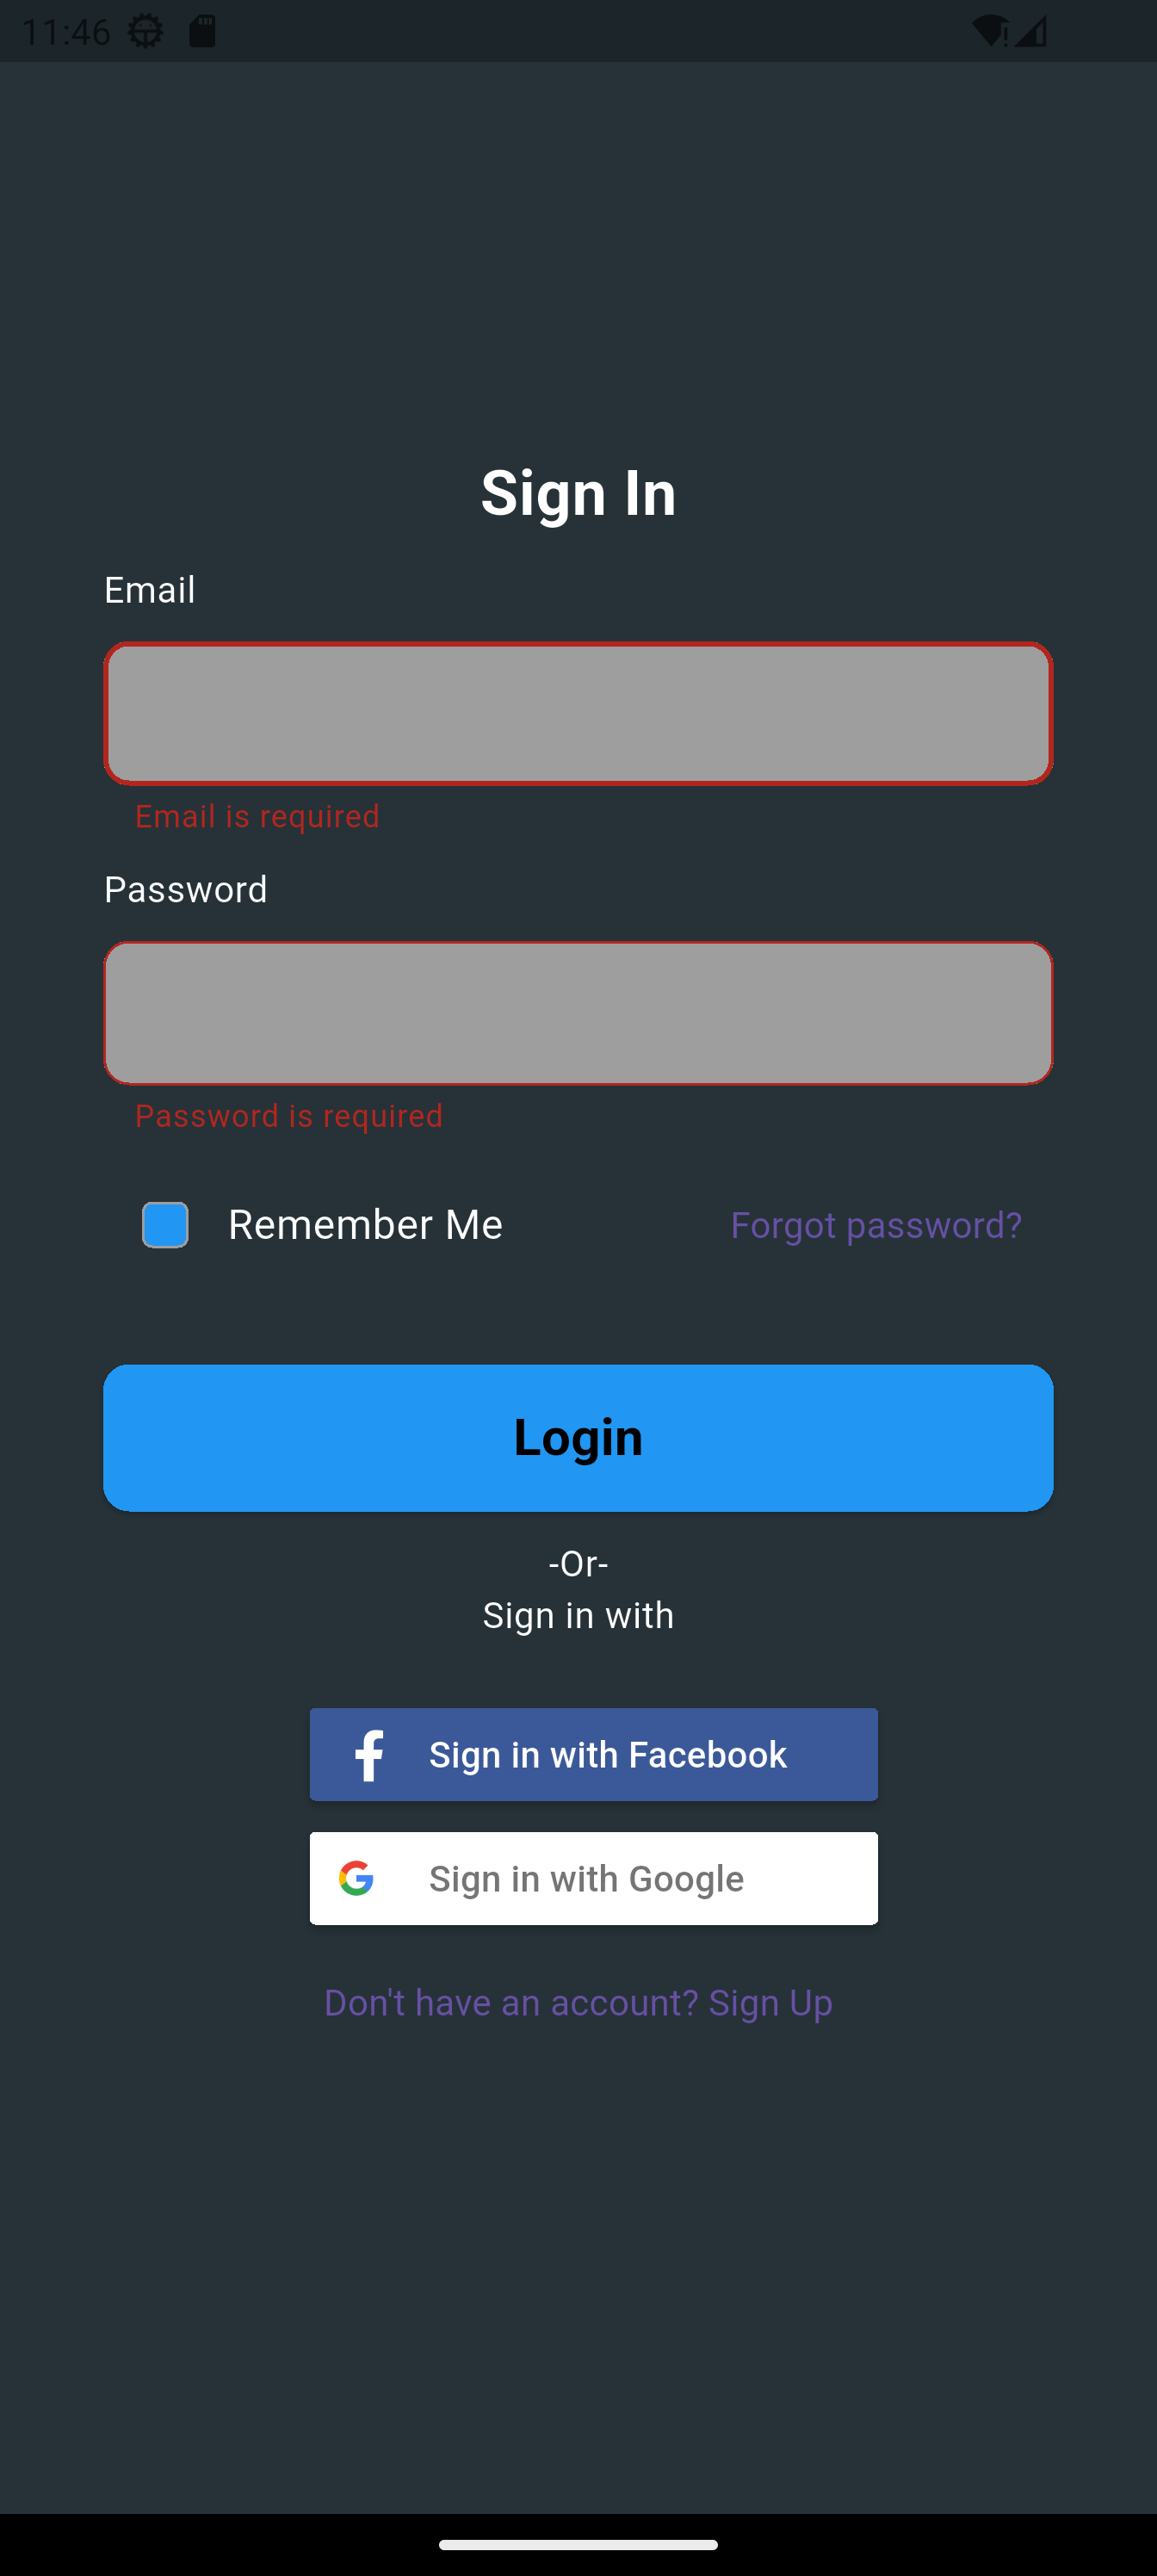 11:46
Sign In
Email
Email is required
Password
Password is required
Remember Me
Forgot password?
Login
-Or-
Sign in with
Sign in with Facebook
Sign in with Google
Don't have an account? Sign Up